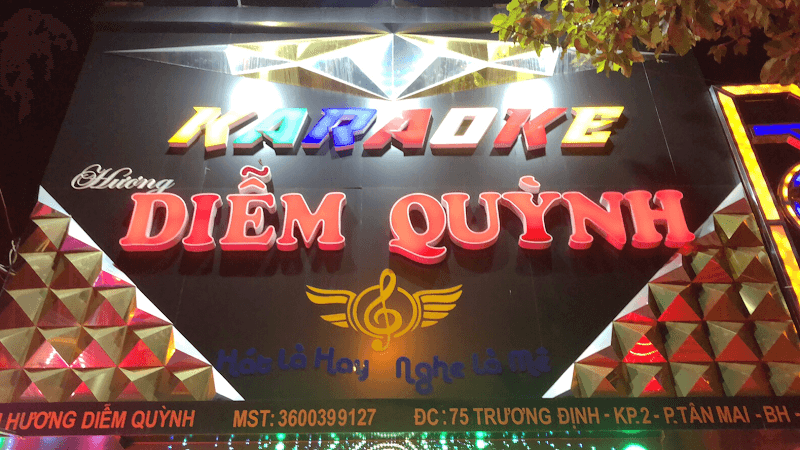 KARAOKE
Hương
DIỄM QUỲNH
Hát Là Hay Nghe Là Mê
HƯƠNG DIỄM QUỲNH MST: 3600399127 ĐC: 75 TRƯƠNG ĐỊNH - KP.2 - P.TÂN MAI - BH -